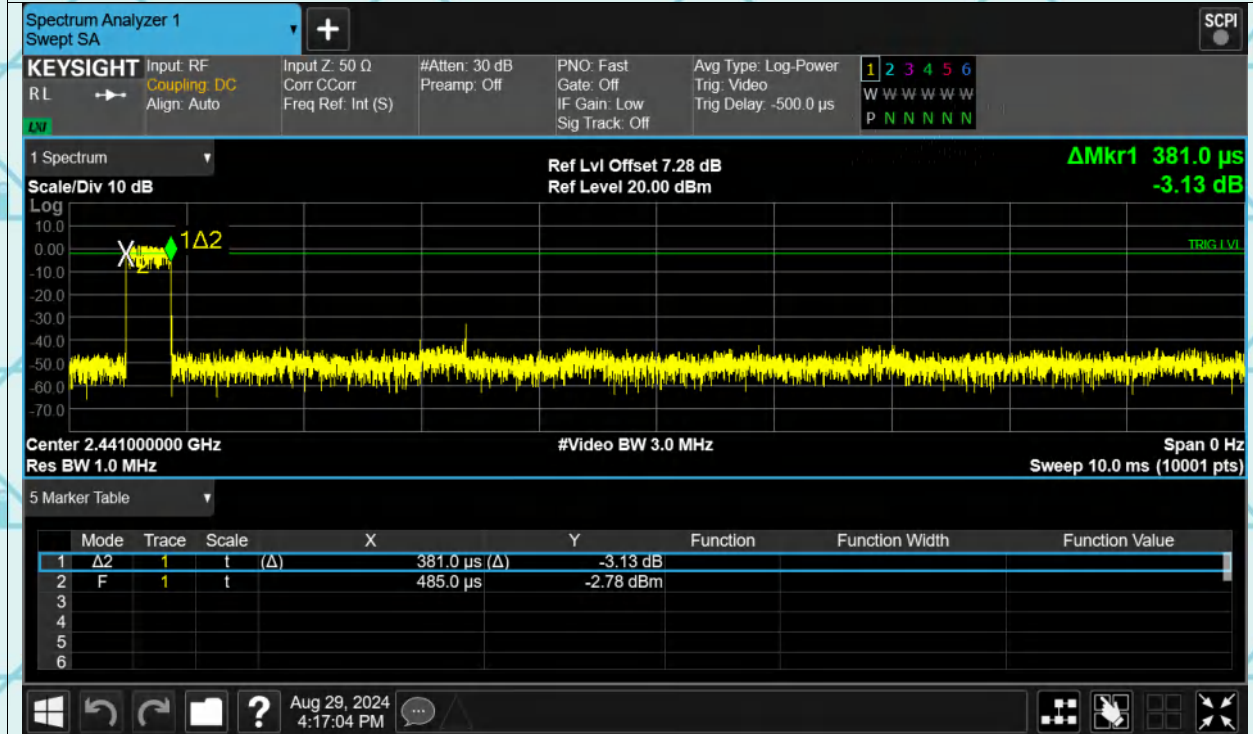 Spectrum Analyzer 1
Swept SA
+
SCPI
KEYSIGHT
RL
LXI
Input: RF
Coupling: DC
Align: Auto
Input Z: 50 Ω
Corr CCorr
Freq Ref: Int (S)
#Atten: 30 dB
Preamp: Off
PNO: Fast
Gate: Off
IF Gain: Low
Sig Track: Off
Avg Type: Log-Power
Trig: Video
Trig Delay: -500.0 µs
1 2 3 4 5 6
W W W W W W
P N N N N N
1 Spectrum
Scale/Div 10 dB
Ref Lvl Offset 7.28 dB
Ref Level 20.00 dBm
ΔMkr1 381.0 µs
-3.13 dB
Log
10.0
0.00
-10.0
-20.0
-30.0
-40.0
-50.0
-60.0
-70.0
X
2
1Δ2
TRIG LVL
Center 2.441000000 GHz
#Video BW 3.0 MHz
Span 0 Hz
Res BW 1.0 MHz
Sweep 10.0 ms (10001 pts)
5 Marker Table
Mode Trace Scale X Y Function Function Width Function Value
1 Δ2 1 t (Δ) 381.0 µs (Δ) -3.13 dB
2 F 1 t 485.0 µs -2.78 dBm
3
4
5
6
?
Aug 29, 2024
4:17:04 PM